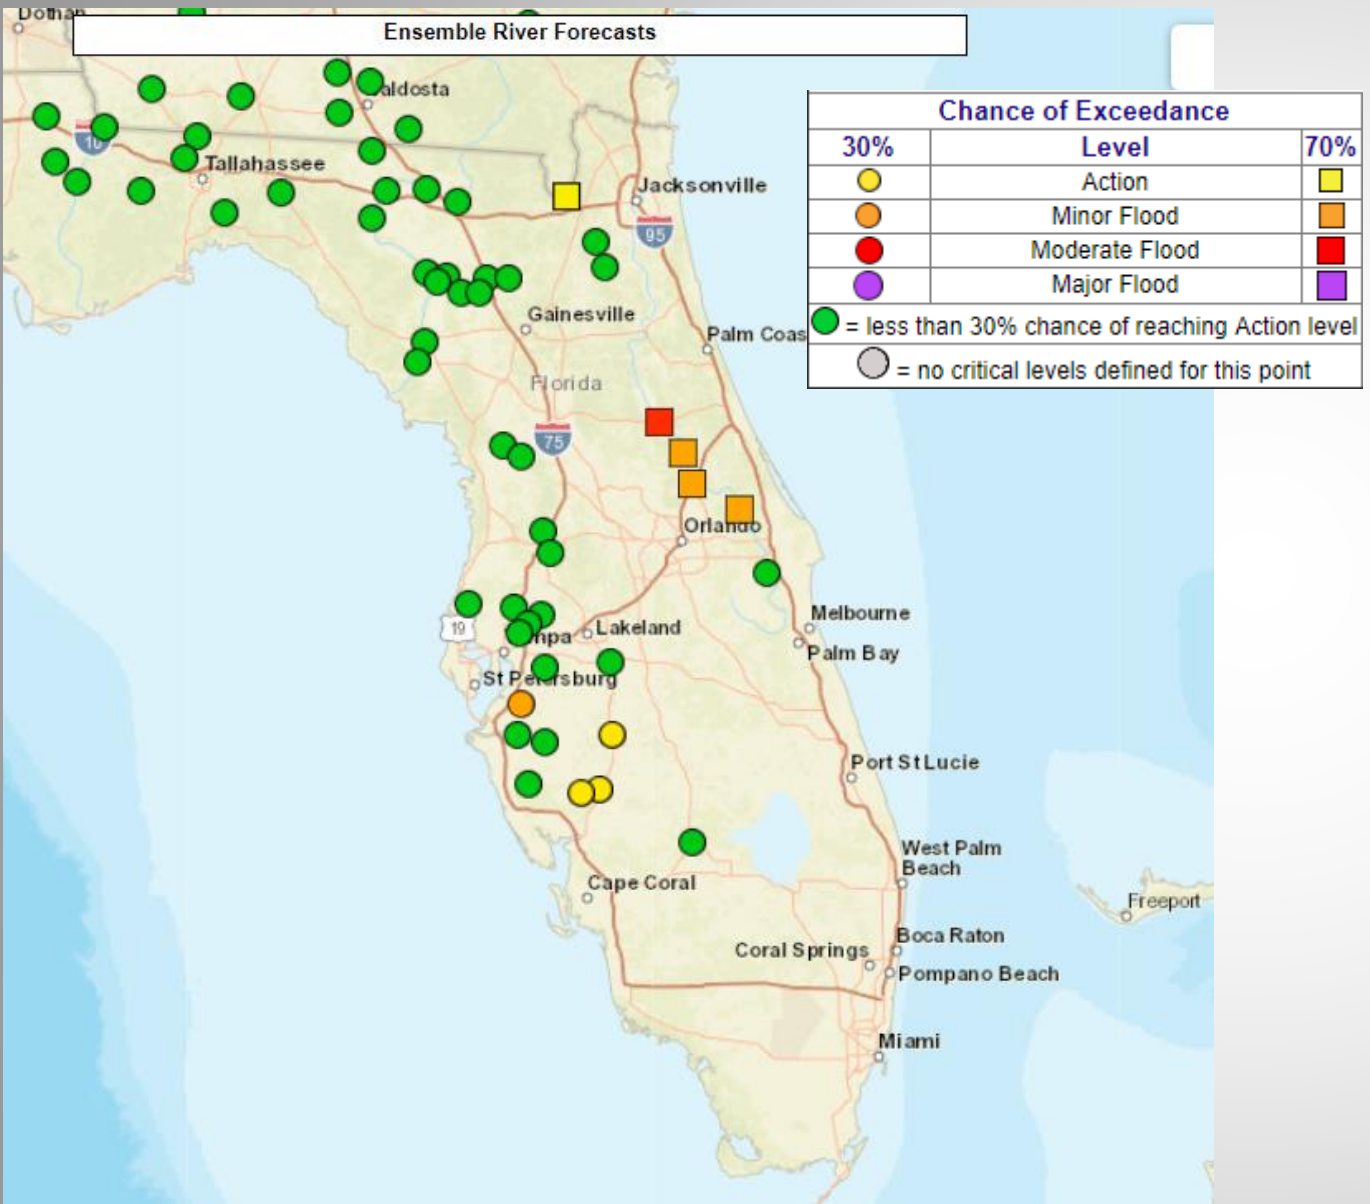 Dothan
Ensemble River Forecasts
Valdosta
10
Tallahassee
Jacksonville
95
Chance of Exceedance
30% Level 70%
Action
Minor Flood
Moderate Flood
Major Flood
= less than 30% chance of reaching Action level
= no critical levels defined for this point
Gainesville
Palm Coas
Florida
75
Orlando
Melbourne
19
mpa
Lakeland
Palm Bay
St Petersburg
Port St Lucie
West Palm
Beach
Cape Coral
Freeport
Boca Raton
Coral Springs
Pompano Beach
Miami